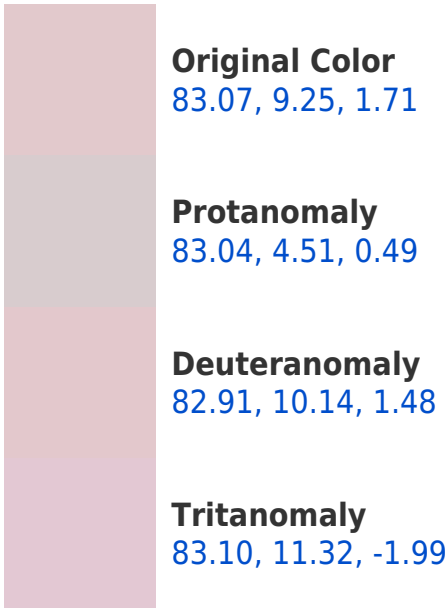 Original Color
83.07, 9.25, 1.71
Protanomaly
83.04, 4.51, 0.49
Deuteranomaly
82.91, 10.14, 1.48
Tritanomaly
83.10, 11.32, -1.99